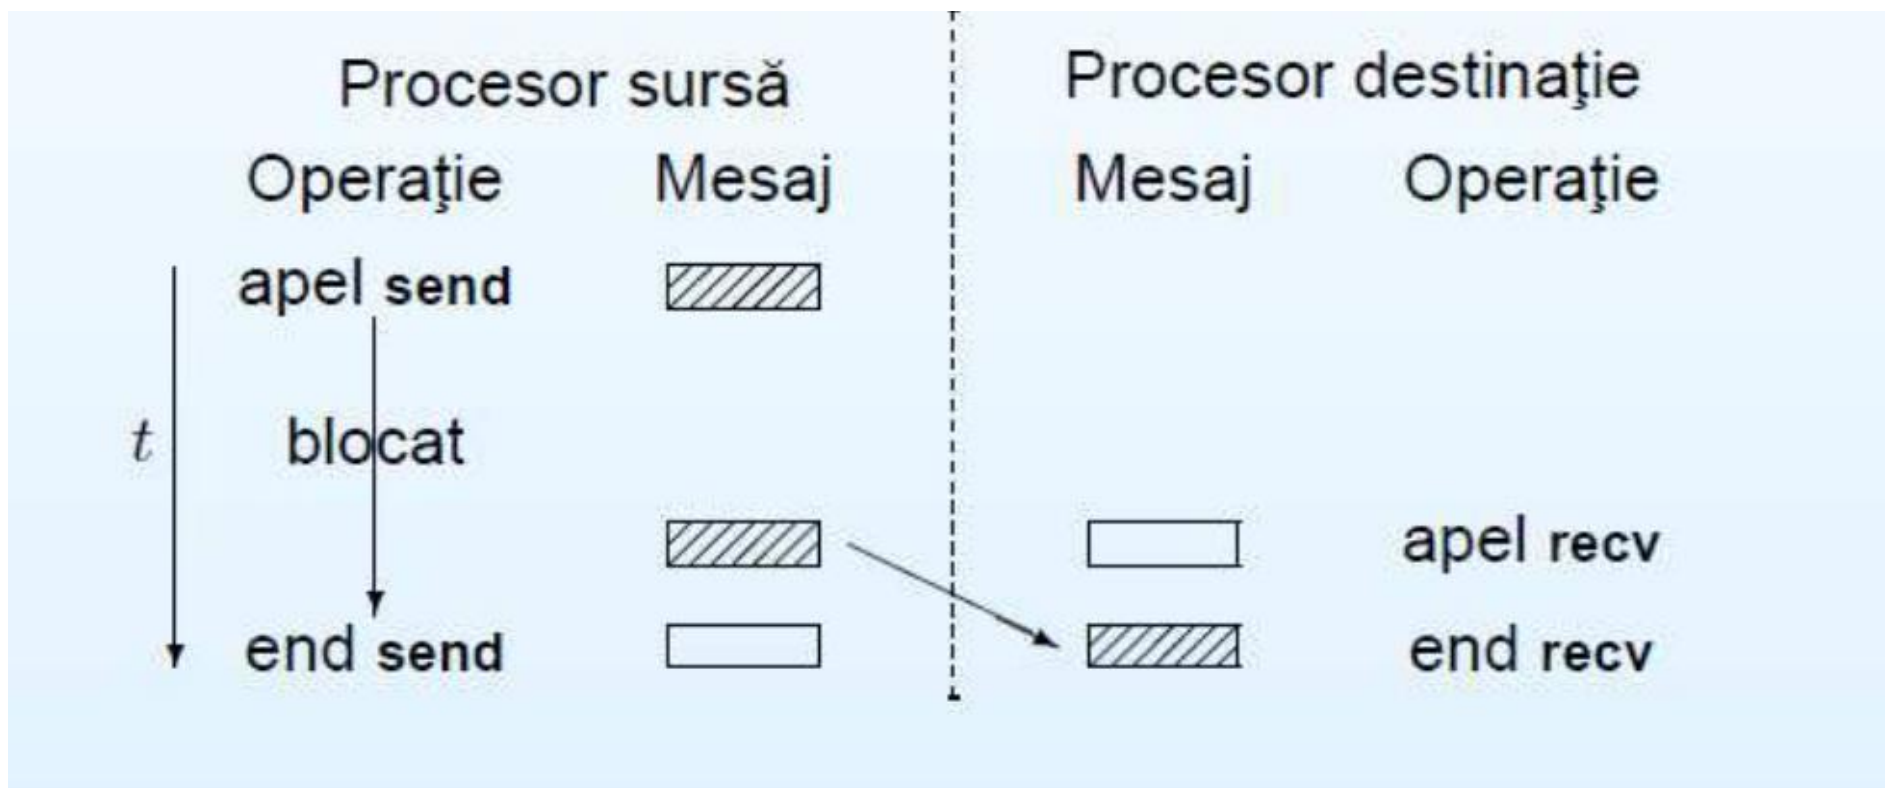 Procesor sursă
Procesor destinaţie
Operaţie Mesaj
Mesaj Operaţie
apel send
t
blocat
apel recv
end send
end recv